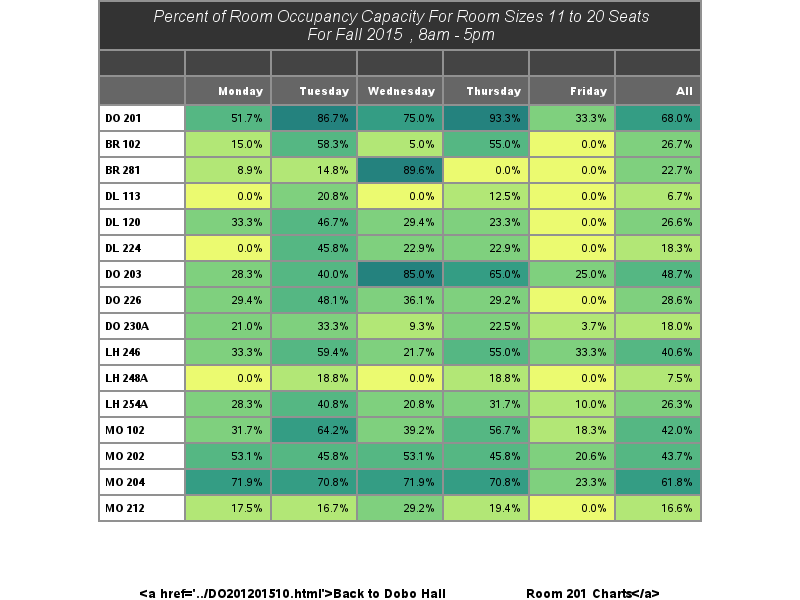 Percent of Room Occupancy Capacity For Room Sizes 11 to 20 Seats
For Fall 2015 , 8am - 5pm
Monday Tuesday Wednesday Thursday Friday All
DO 201 51.7% 86.7% 75.0% 93.3% 33.3% 68.0%
BR 102 15.0% 58.3% 5.0% 55.0% 0.0% 26.7%
BR 281 8.9% 14.8% 89.6% 0.0% 0.0% 22.7%
DL 113 0.0% 20.8% 0.0% 12.5% 0.0% 6.7%
DL 120 33.3% 46.7% 29.4% 23.3% 0.0% 26.6%
DL 224 0.0% 45.8% 22.9% 22.9% 0.0% 18.3%
DO 203 28.3% 40.0% 85.0% 65.0% 25.0% 48.7%
DO 226 29.4% 48.1% 36.1% 29.2% 0.0% 28.6%
DO 230A 21.0% 33.3% 9.3% 22.5% 3.7% 18.0%
LH 246 33.3% 59.4% 21.7% 55.0% 33.3% 40.6%
LH 248A 0.0% 18.8% 0.0% 18.8% 0.0% 7.5%
LH 254A 28.3% 40.8% 20.8% 31.7% 10.0% 26.3%
MO 102 31.7% 64.2% 39.2% 56.7% 18.3% 42.0%
MO 202 53.1% 45.8% 53.1% 45.8% 20.6% 43.7%
MO 204 71.9% 70.8% 71.9% 70.8% 23.3% 61.8%
MO 212 17.5% 16.7% 29.2% 19.4% 0.0% 16.6%
<a href='../DO201201510.html'>Back to Dobo Hall Room 201 Charts</a>